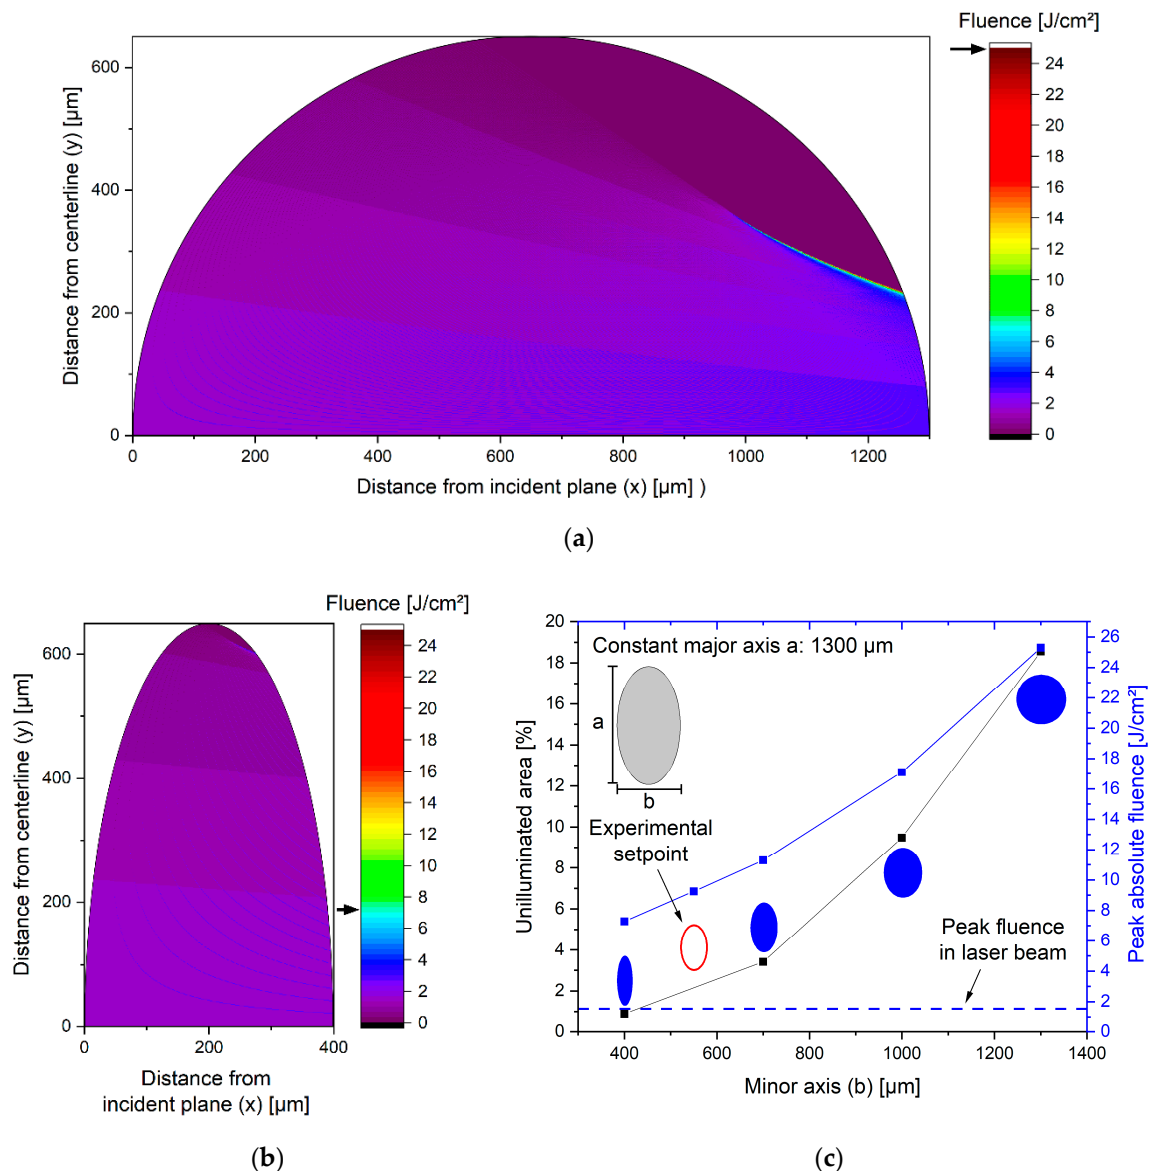 Fluence [J/cm²]
600
400
200
0
Distance from centerline (y) [µm]
0 200 400 600 800 1000 1200
Distance from incident plane (x) [µm] )
24
22
20
18
16
14
12
10
8
6
4
2
0
(a)
Fluence [J/cm²]
600
400
200
0
600
400
200
0
Distance from centerline (y) [µm]
0 200 400
Distance from
incident plane (x) [µm]
24
22
20
18
16
14
12
10
8
6
4
2
0
(b)
20
18
16
14
12
10
8
6
4
2
0
Unilluminated area [%]
Constant major axis a: 1300 µm
a
b
Experimental
setpoint
Peak fluence
in laser beam
26
24
22
20
18
16
14
12
10
8
6
4
2
0
Peak absolute fluence [J/cm²]
400 600 800 1000 1200 1400
Minor axis (b) [µm]
(c)